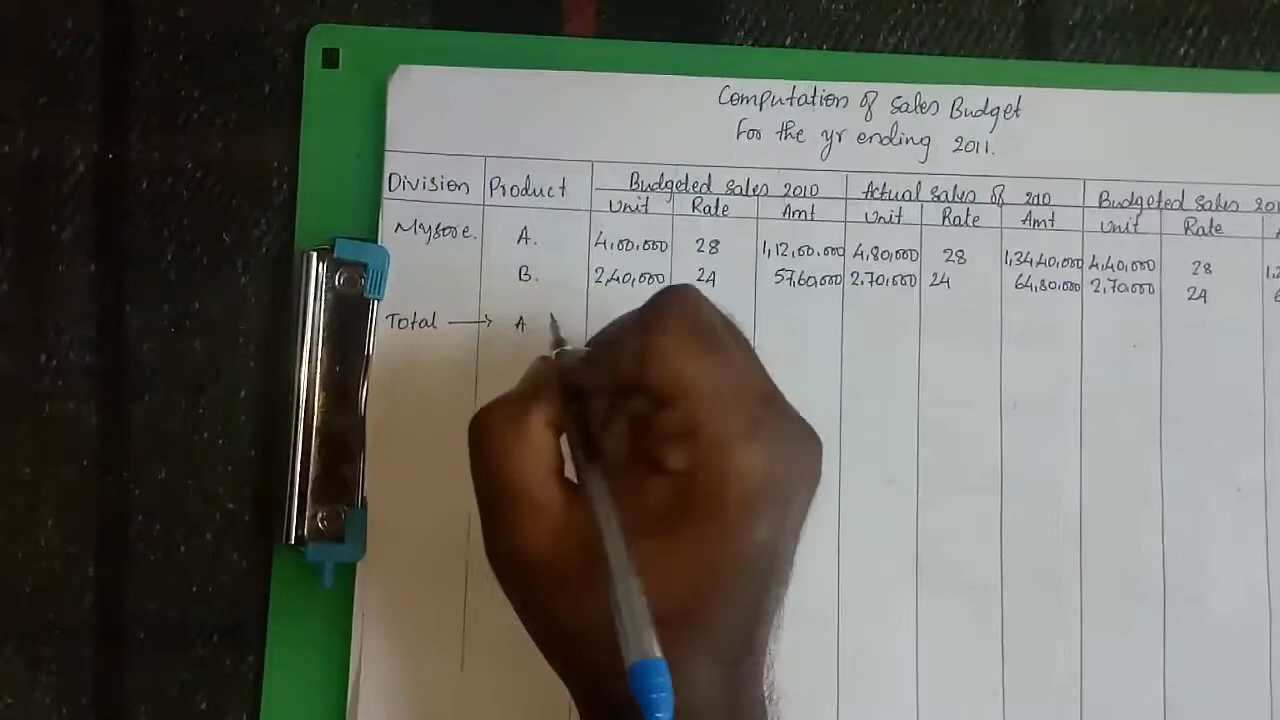 Computation of Sales Budget
For the yr ending 2011.
Division Product Budgeted sales 2010 Actual sales of 2010 Budgeted sales 201
Unit Rate Amt Unit Rate Amt Unit Rate
Mysore. A. 4,00,000 28 1,12,00,000 4,80,000 28 1,34,40,000 4,40,000 28 1,2
B. 2,40,000 24 57,60,000 2,70,000 24 64,80,000 2,70,000 24
Total → A